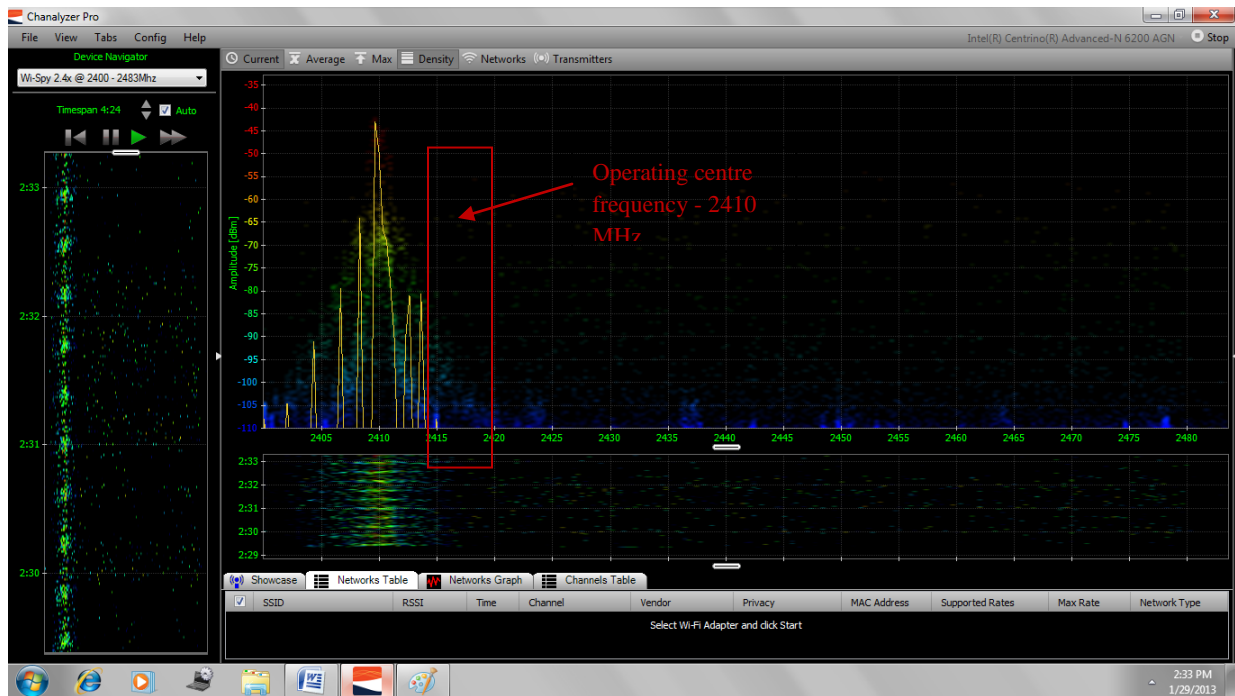 Chanalyzer Pro
File View Tabs Config Help
Intel(R) Centrino(R) Advanced-N 6200 AGN Stop
Device Navigator
Wi-Spy 2.4x @ 2400 - 2483Mhz
Timespan 4:24 Auto
2:33
2:32
2:31
2:30
Current Average Max Density Networks Transmitters
Amplitude [dBm]
-35
-40
-45
-50
-55
-60
-65
-70
-75
-80
-85
-90
-95
-100
-105
-110
Operating centre
frequency - 2410
MHz
2405 2410 2415 2420 2425 2430 2435 2440 2445 2450 2455 2460 2465 2470 2475 2480
2:33
2:32
2:31
2:30
2:29
Showcase Networks Table Networks Graph Channels Table
SSID RSSI Time Channel Vendor Privacy MAC Address Supported Rates Max Rate Network Type
Select Wi-Fi Adapter and click Start
2:33 PM
1/29/2013